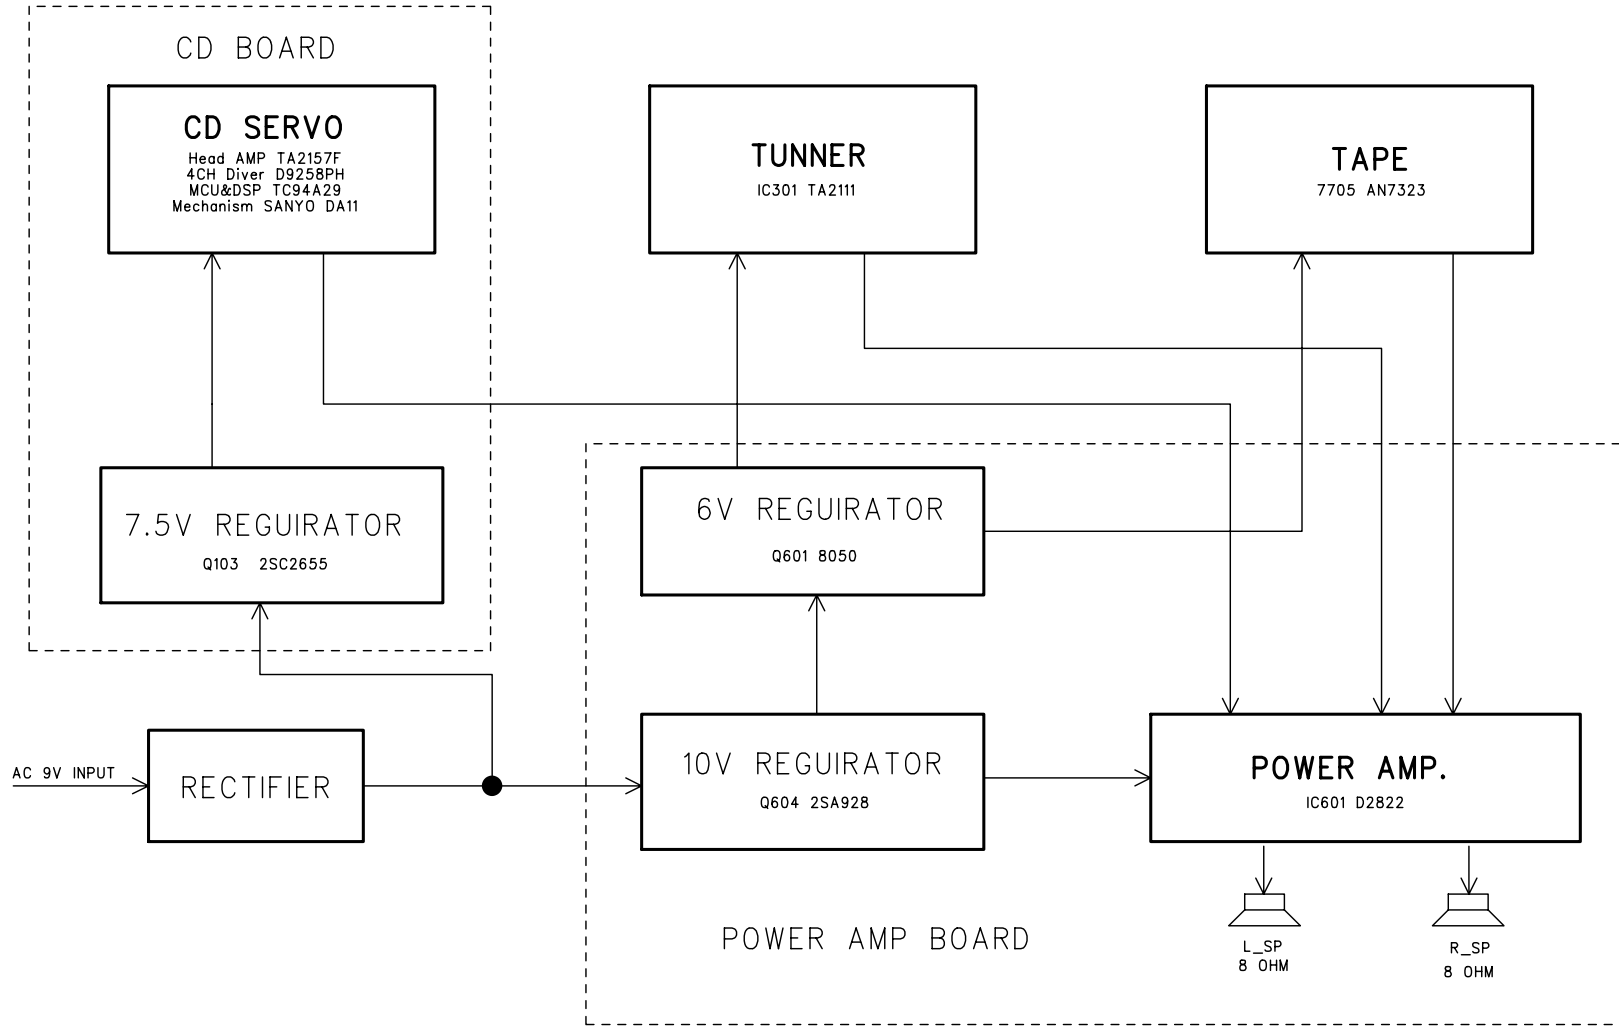 CD BOARD
CD SERVO
Head AMP TA2157F
4CH Diver D9258PH
MCU&DSP TC94A29
Mechanism SANYO DA11
TUNNER
IC301 TA2111
TAPE
7705 AN7323
7.5V REGUIRATOR
Q103 2SC2655
6V REGUIRATOR
Q601 8050
AC 9V INPUT
RECTIFIER
10V REGUIRATOR
Q604 2SA928
POWER AMP.
IC601 D2822
POWER AMP BOARD
L_SP
8 OHM
R_SP
8 OHM